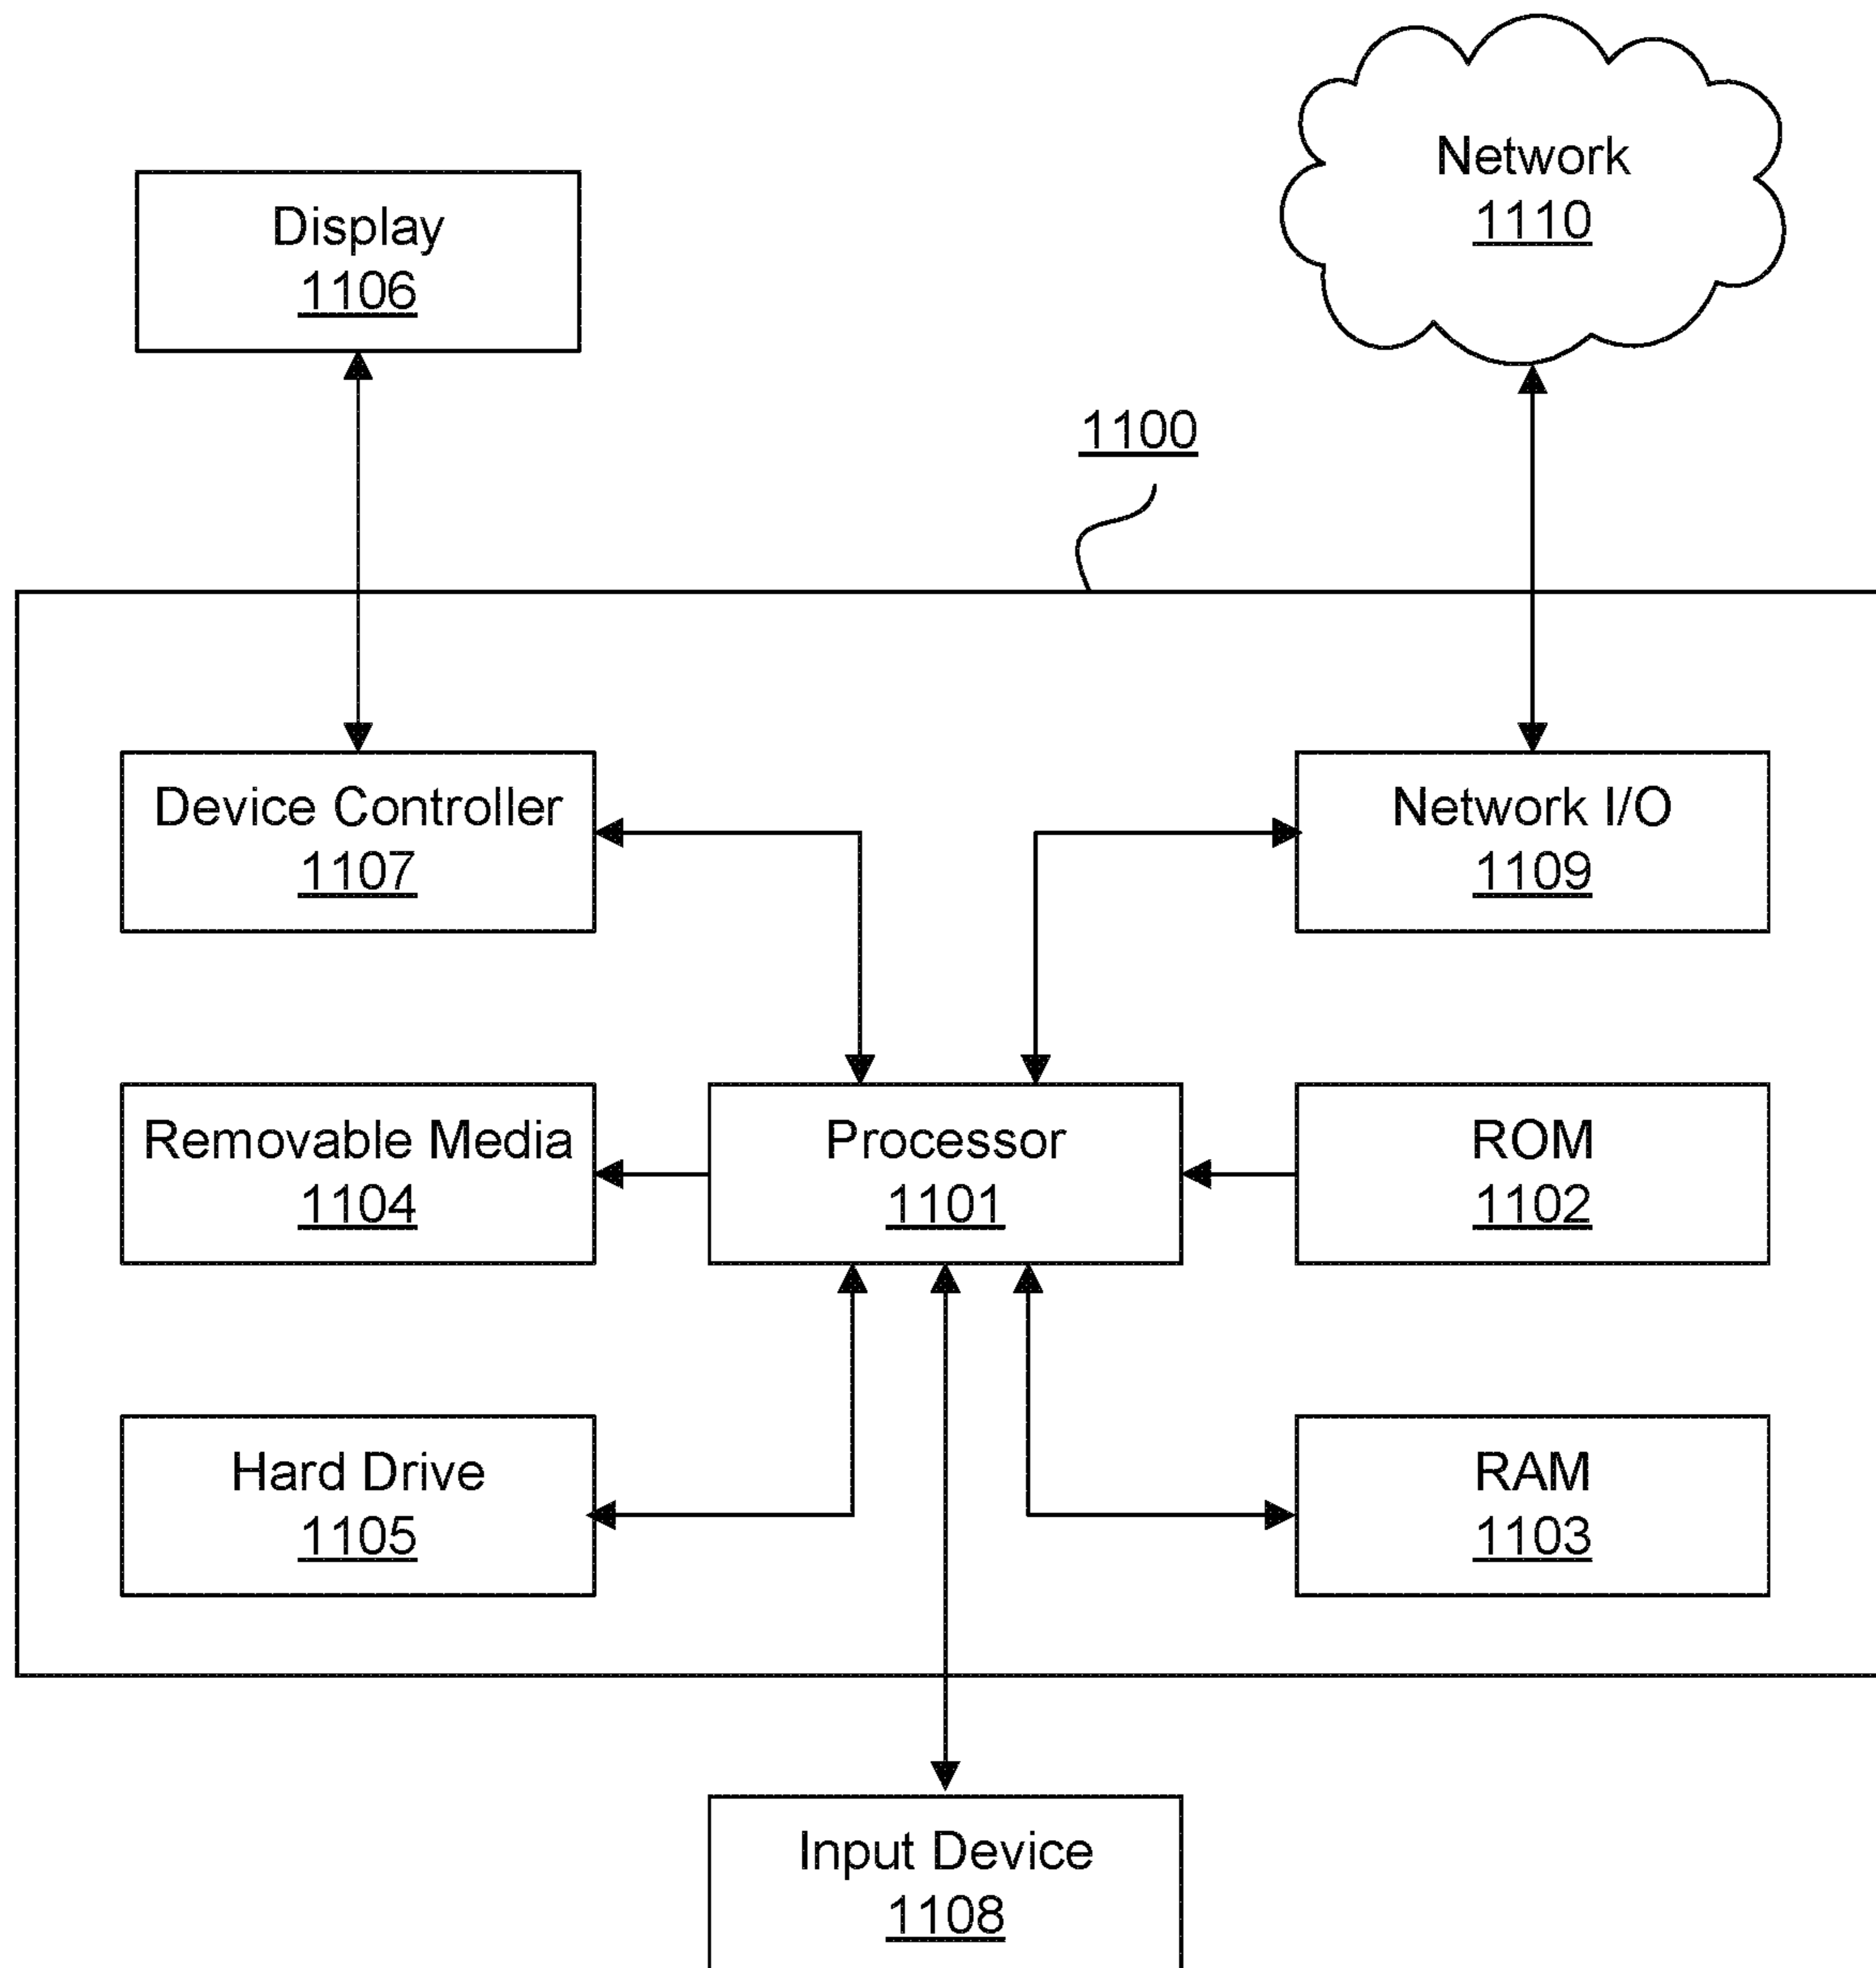 Network
1110
Display
1106
1100
Device Controller
1107
Network I/O
1109
Removable Media
1104
Processor
1101
ROM
1102
Hard Drive
1105
RAM
1103
Input Device
1108